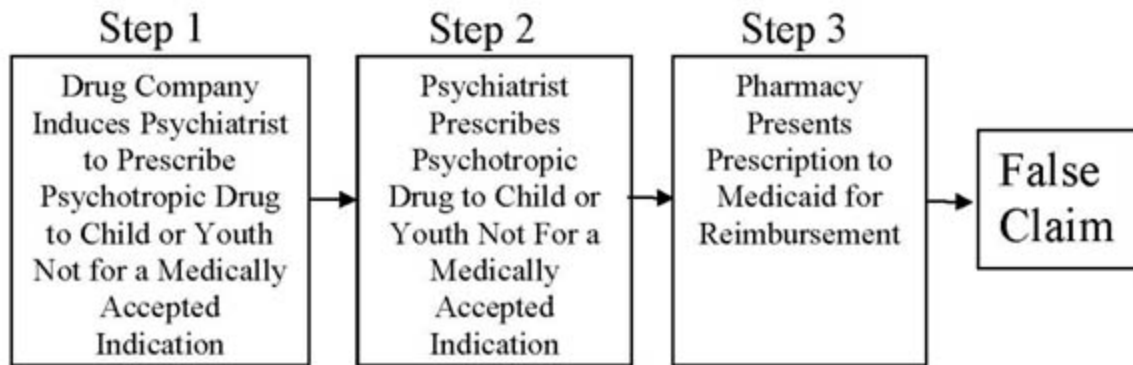 Step 1
Drug Company
Induces Psychiatrist
to Prescribe
Psychotropic Drug
to Child or Youth
Not for a Medically
Accepted
Indication
Step 2
Psychiatrist
Prescribes
Psychotropic
Drug to Child or
Youth Not For a
Medically
Accepted
Indication
Step 3
Pharmacy
Presents
Prescription to
Medicaid for
Reimbursement
False
Claim